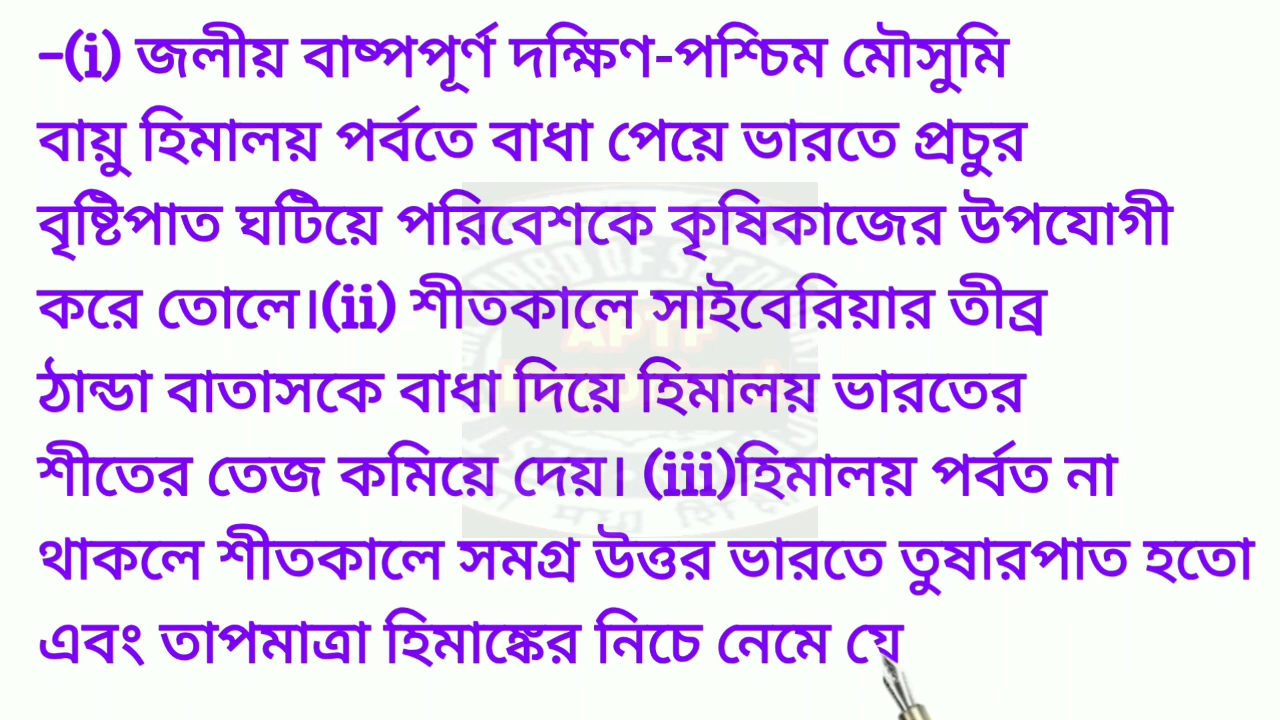 -(i) জলীয় বাষ্পপূর্ণ দক্ষিণ-পশ্চিম মৌসুমি
বায়ু হিমালয় পর্বতে বাধা পেয়ে ভারতে প্রচুর
বৃষ্টিপাত ঘটিয়ে পরিবেশকে কৃষিকাজের উপযোগী
করে তোলে।(ii) শীতকালে সাইবেরিয়ার তীব্র
ঠান্ডা বাতাসকে বাধা দিয়ে হিমালয় ভারতের
শীতের তেজ কমিয়ে দেয়। (iii)হিমালয় পর্বত না
থাকলে শীতকালে সমগ্র উত্তর ভারতে তুষারপাত হতো
এবং তাপমাত্রা হিমাঙ্কের নিচে নেমে যে